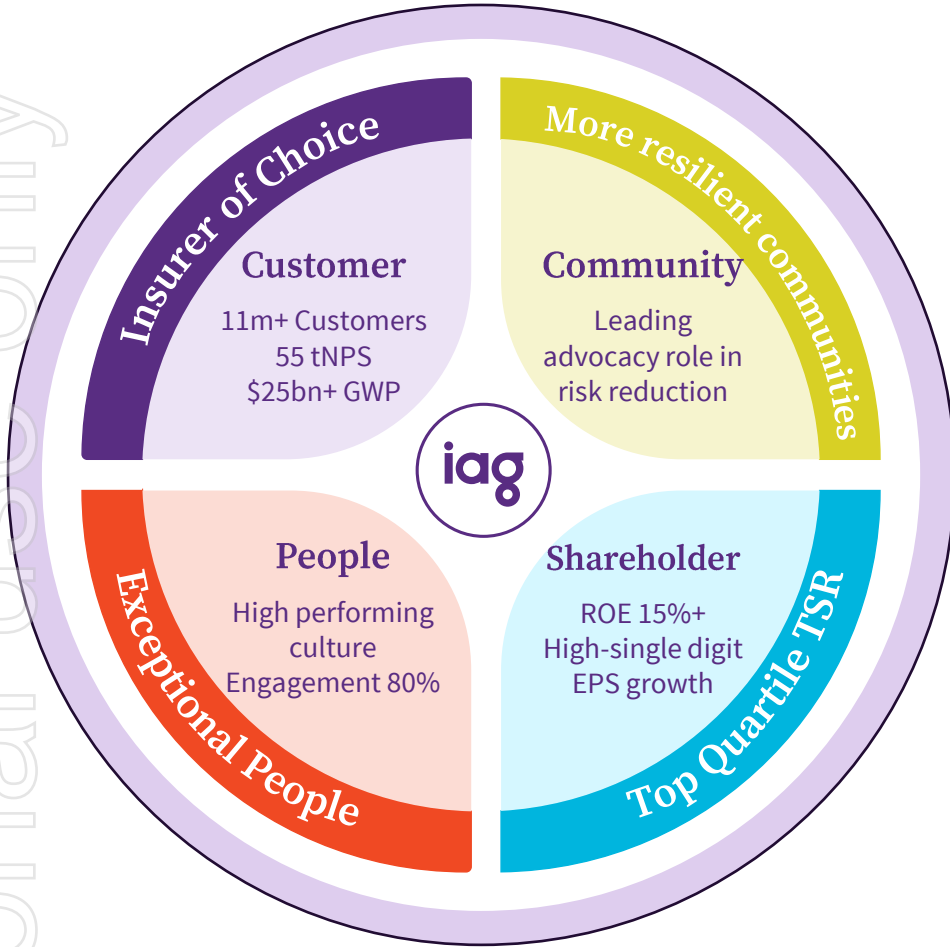 Insurer of Choice
Customer
11m+ Customers
55 tNPS
$25bn+ GWP
More resilient communities
Community
Leading
advocacy role in
risk reduction
iag
People
High performing
culture
Engagement 80%
Exceptional People
Shareholder
ROE 15%+
High-single digit
EPS growth
Top Quartile TSR